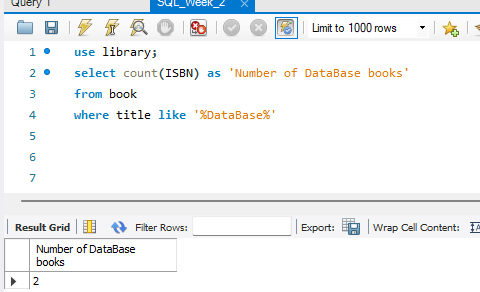 Query 1
SQL_Week_2
Limit to 1000 rows
1 use library;
2 select count(ISBN) as 'Number of DataBase books'
3 from book
4 where title like '%DataBase%'
5
6
7
Result Grid Filter Rows: Export: Wrap Cell Content:
Number of DataBase
books
2